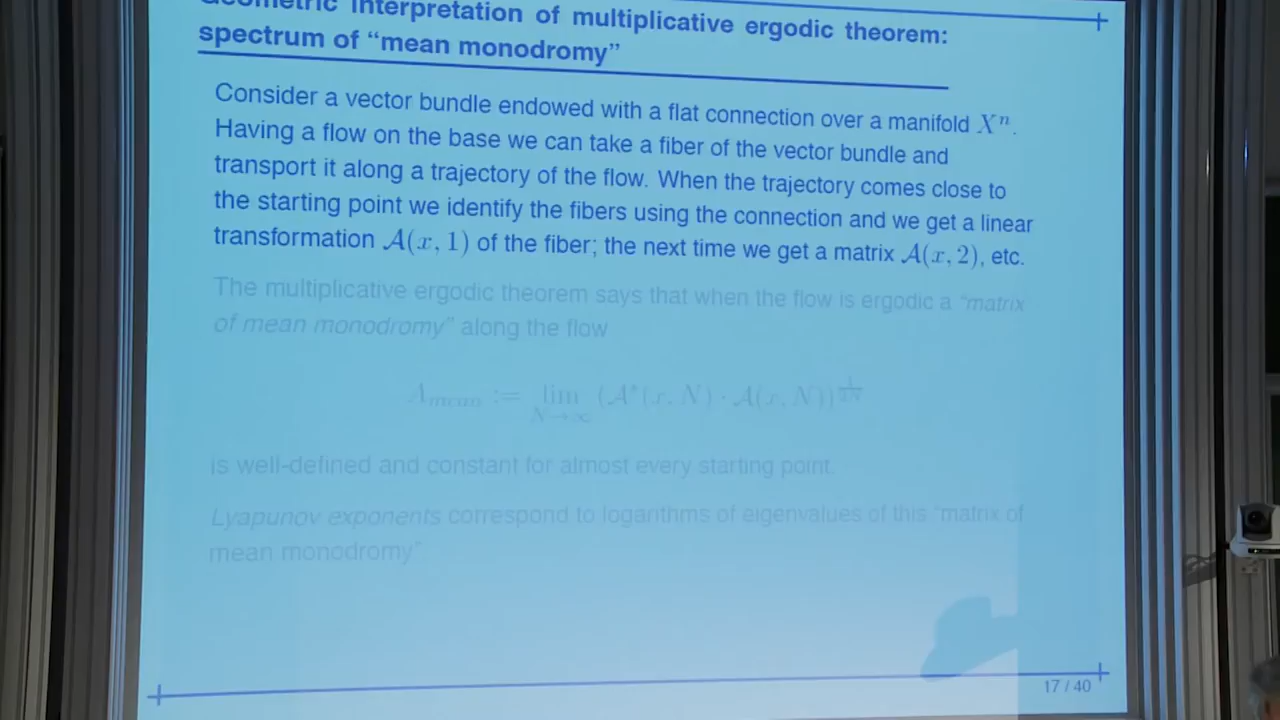 Geometric interpretation of multiplicative ergodic theorem:
spectrum of “mean monodromy”
Consider a vector bundle endowed with a flat connection over a manifold Xⁿ.
Having a flow on the base we can take a fiber of the vector bundle and
transport it along a trajectory of the flow. When the trajectory comes close to
the starting point we identify the fibers using the connection and we get a linear
transformation 𝒜(x, 1) of the fiber; the next time we get a matrix 𝒜(x, 2), etc.
The multiplicative ergodic theorem says that when the flow is ergodic a “matrix
of mean monodromy” along the flow
Λ_mean := lim_{N→∞} (𝒜*(x, N) · 𝒜(x, N))^{1/2N}
is well-defined and constant for almost every starting point.
Lyapunov exponents correspond to logarithms of eigenvalues of this “matrix of
mean monodromy”
17 / 40